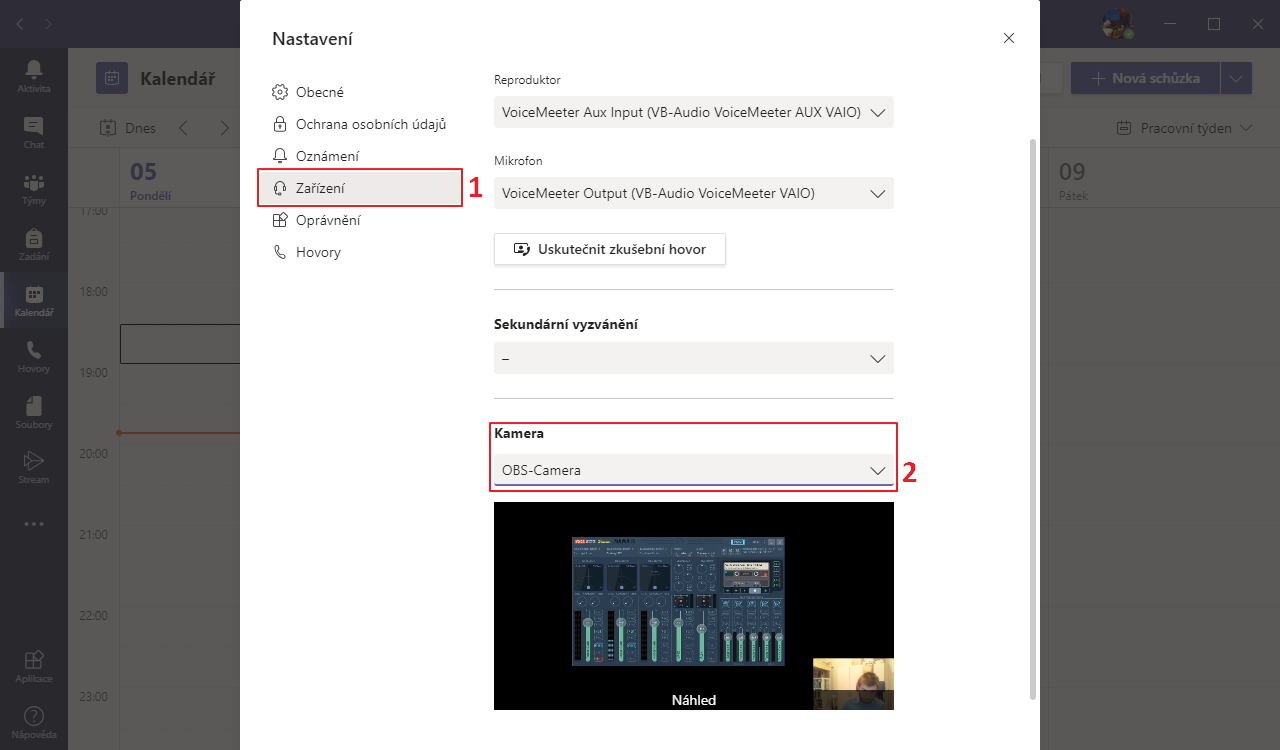 Nastavení
Obecné
Ochrana osobních údajů
Oznámení
Zařízení
1
Oprávnění
Hovory
Reproduktor
VoiceMeeter Aux Input (VB-Audio VoiceMeeter AUX VAIO)
Mikrofon
VoiceMeeter Output (VB-Audio VoiceMeeter VAIO)
Uskutečnit zkušební hovor
Sekundární vyzvánění
–
Kamera
OBS-Camera
2
Náhled
Aktivita
Chat
Týmy
Zadání
Kalendář
Hovory
Soubory
Stream
Aplikace
Nápověda
Kalendář
Nová schůzka
Dnes
Pracovní týden
05
Pondělí
09
Pátek
17:00
18:00
19:00
20:00
21:00
22:00
23:00